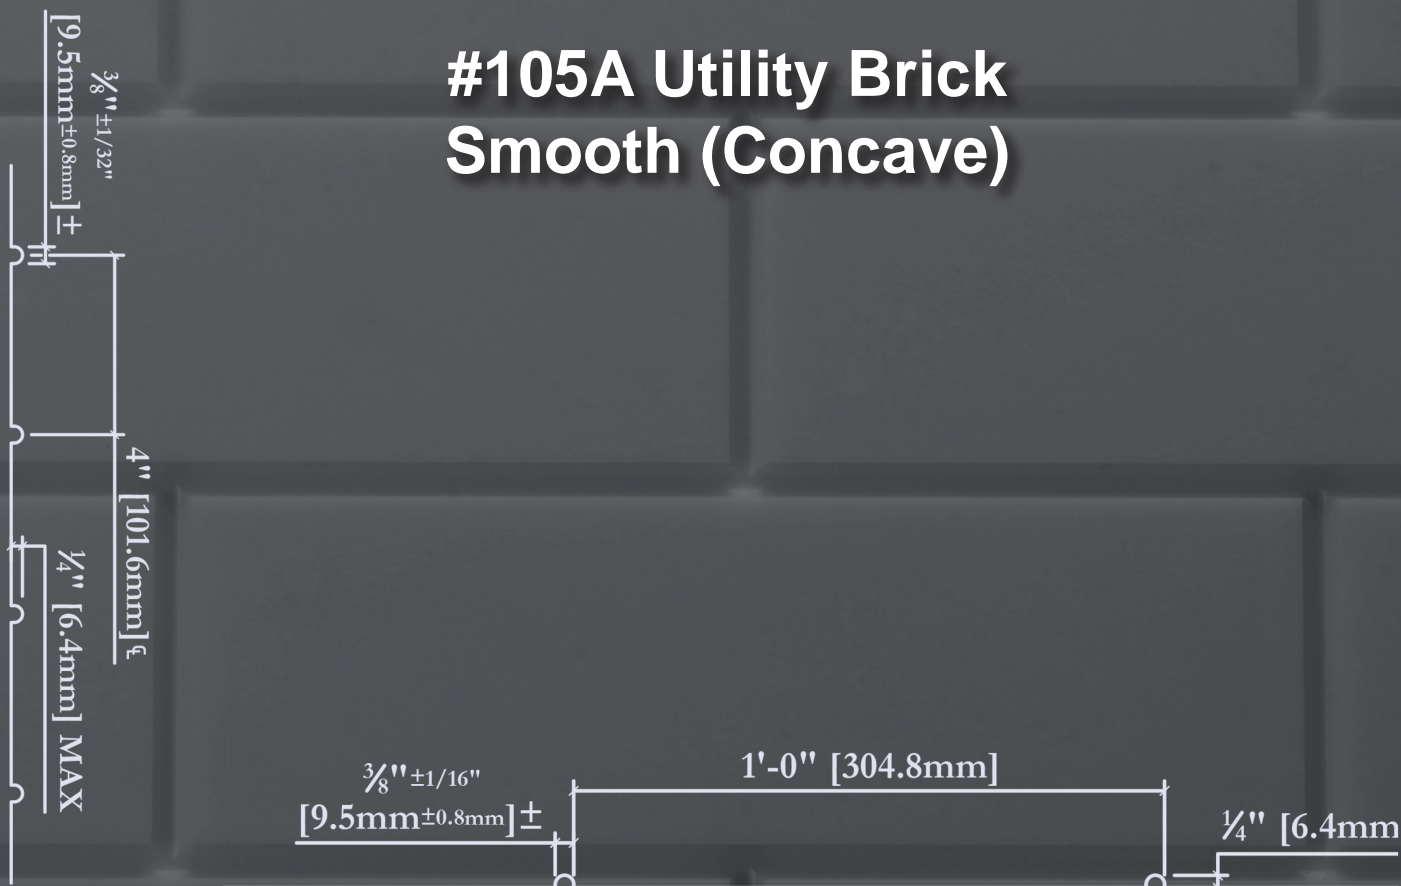 #105A Utility Brick
Smooth (Concave)
⅜"±1/32"
[9.5mm±0.8mm]±
4" [101.6mm]℄
¼" [6.4mm] MAX
⅜"±1/16"
[9.5mm±0.8mm]±
1'-0" [304.8mm]
¼" [6.4mm